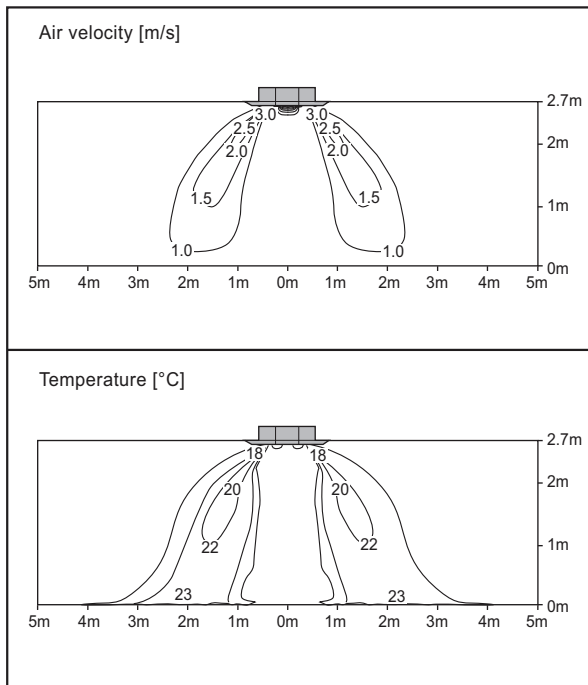 Air velocity [m/s]
2.7m
3.0 3.0
2.5 2.5
2.0 2.0
2m
1.5 1.5
1m
1.0 1.0
0m
5m 4m 3m 2m 1m 0m 1m 2m 3m 4m 5m
Temperature [°C]
2.7m
18 18
20 20
2m
22 22
1m
23 23
0m
5m 4m 3m 2m 1m 0m 1m 2m 3m 4m 5m